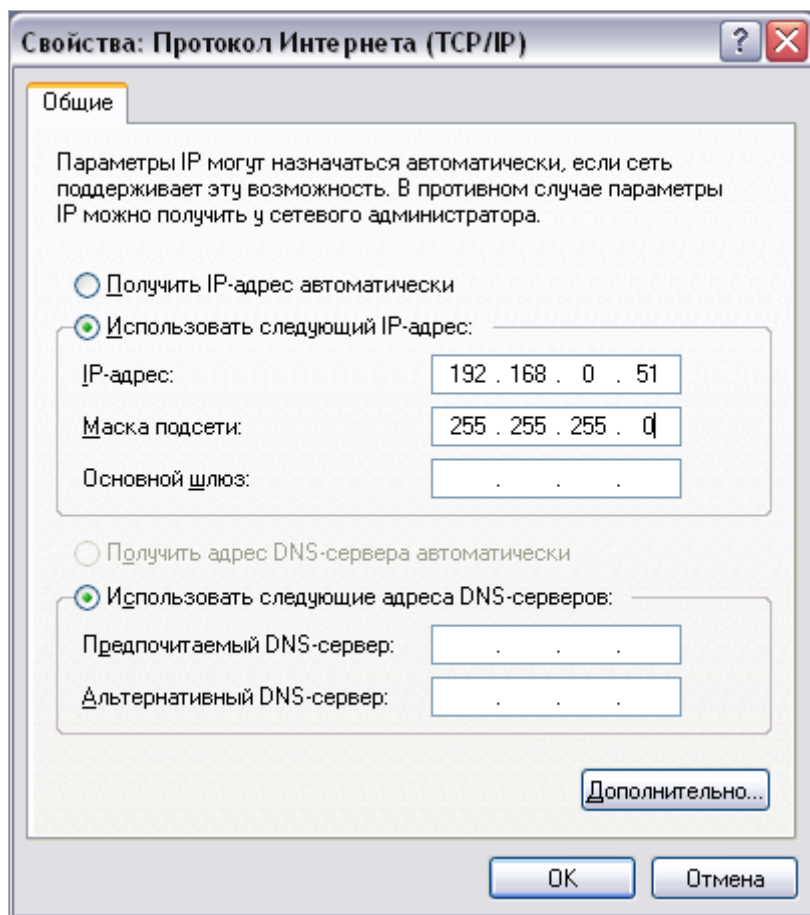 Свойства: Протокол Интернета (TCP/IP)
?
Общие
Параметры IP могут назначаться автоматически, если сеть
поддерживает эту возможность. В противном случае параметры
IP можно получить у сетевого администратора.
Получить IP-адрес автоматически
Использовать следующий IP-адрес:
IP-адрес: 192 . 168 . 0 . 51
Маска подсети: 255 . 255 . 255 . 0
Основной шлюз: . . .
Получить адрес DNS-сервера автоматически
Использовать следующие адреса DNS-серверов:
Предпочитаемый DNS-сервер: . . .
Альтернативный DNS-сервер: . . .
Дополнительно...
ОК Отмена